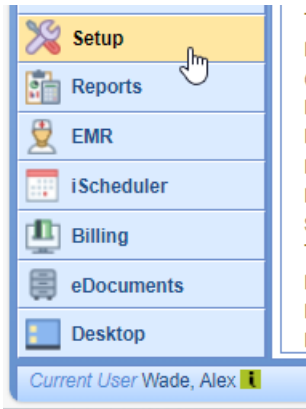 Setup
Reports
EMR
iScheduler
Billing
eDocuments
Desktop
Current User Wade, Alex i